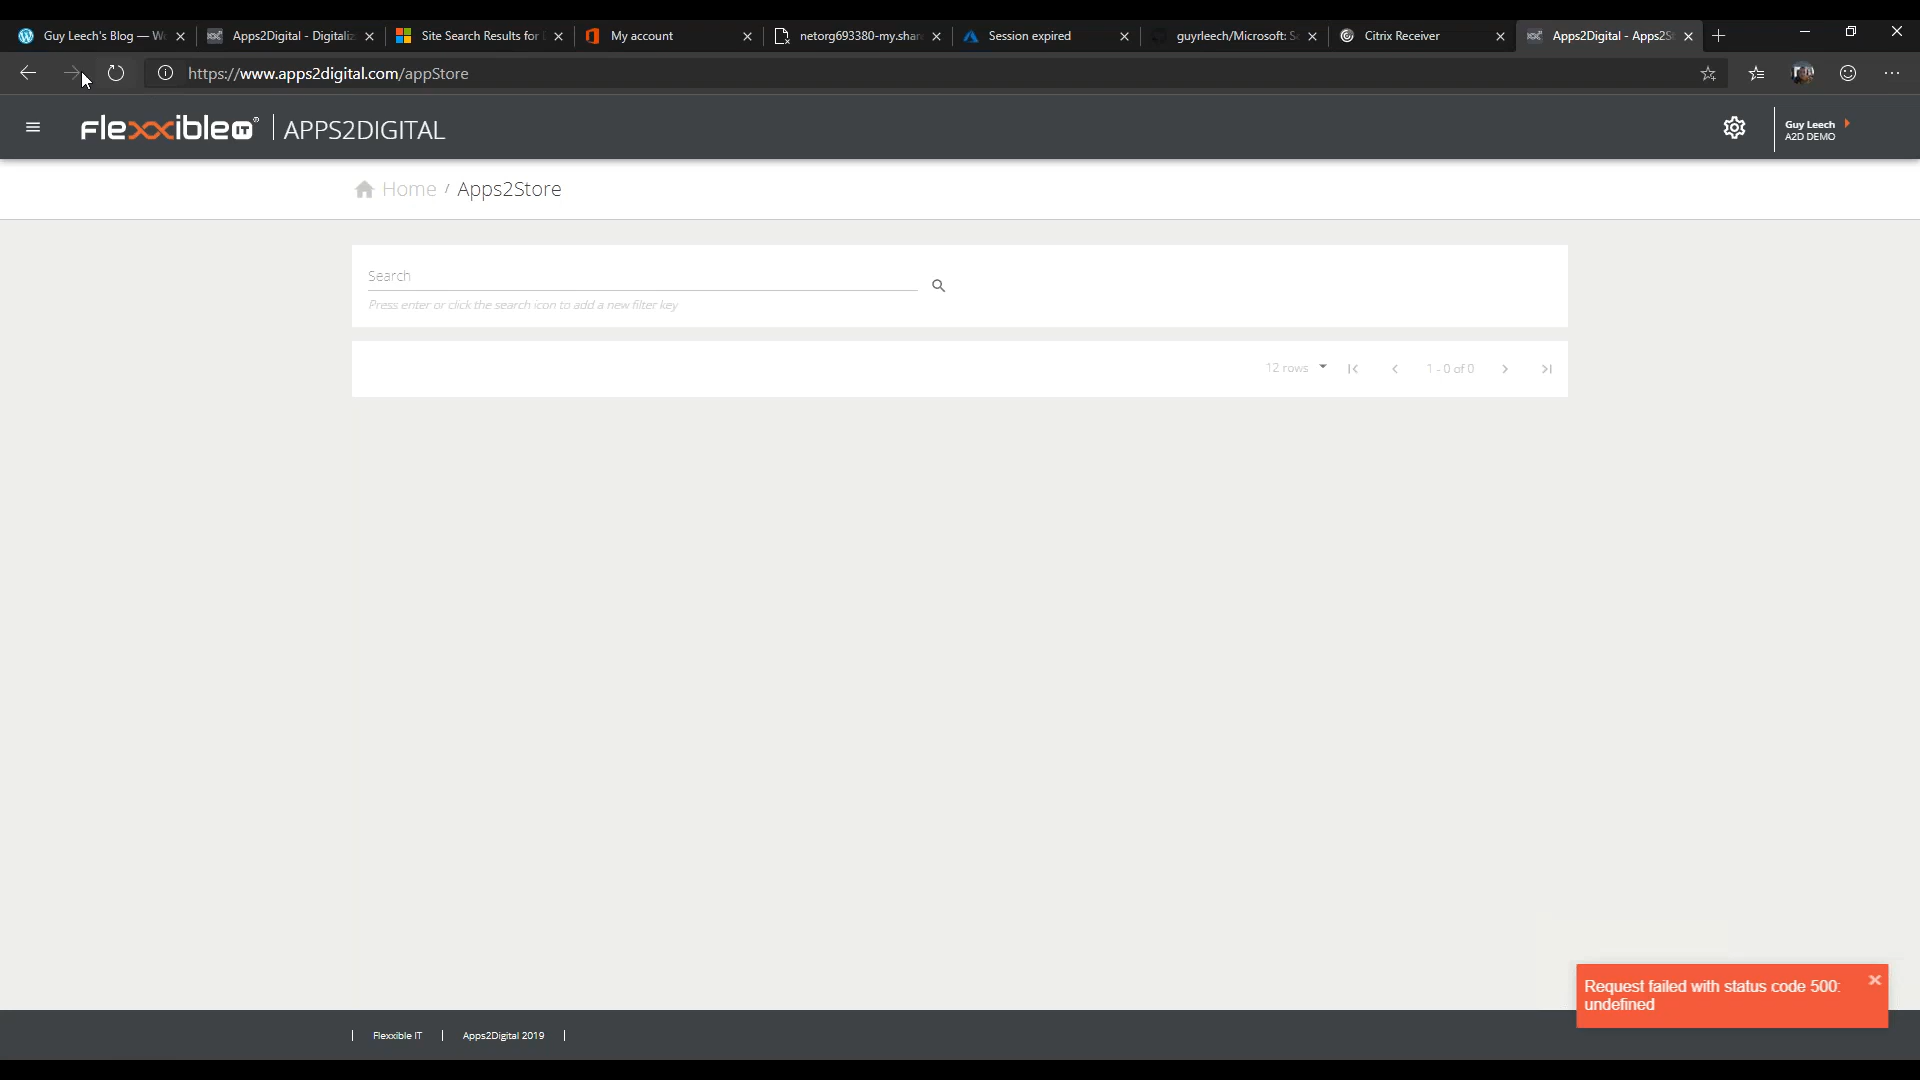 Guy Leech's Blog — W
Apps2Digital - Digitaliz
Site Search Results for
My account
netorg693380-my.shar
Session expired
guyrleech/Microsoft: S
Citrix Receiver
Apps2Digital - Apps2S
https://www.apps2digital.com/appStore
flexxible IT® | APPS2DIGITAL
Guy Leech
A2D DEMO
Home / Apps2Store
Search
Press enter or click the search icon to add a new filter key
12 rows 1 - 0 of 0
Request failed with status code 500:
undefined
| Flexxible IT | Apps2Digital 2019 |